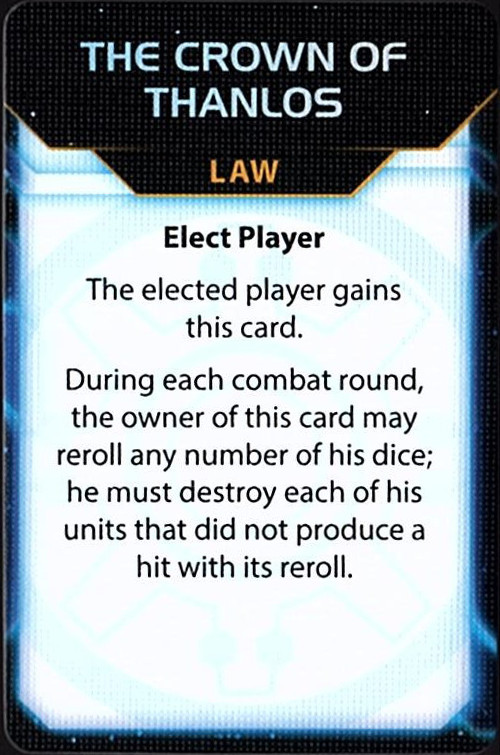 THE CROWN OF
THANLOS
LAW
Elect Player
The elected player gains
this card.
During each combat round,
the owner of this card may
reroll any number of his dice;
he must destroy each of his
units that did not produce a
hit with its reroll.